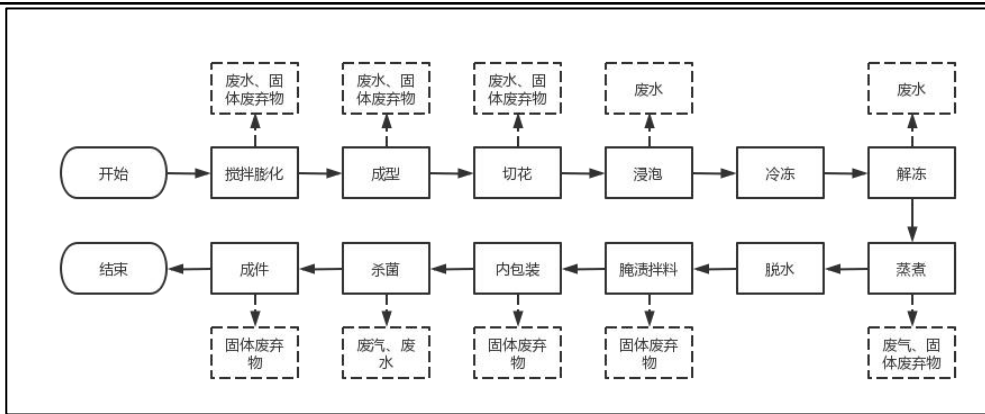 废水、固
体废弃物
废水、固
体废弃物
废水、固
体废弃物
废水
废水
开始
搅拌膨化
成型
切花
浸泡
冷冻
解冻
结束
成件
杀菌
内包装
腌渍拌料
脱水
蒸煮
固体废弃
物
废汽、废
水
固体废弃
物
固体废弃
物
废气、固
体废弃物